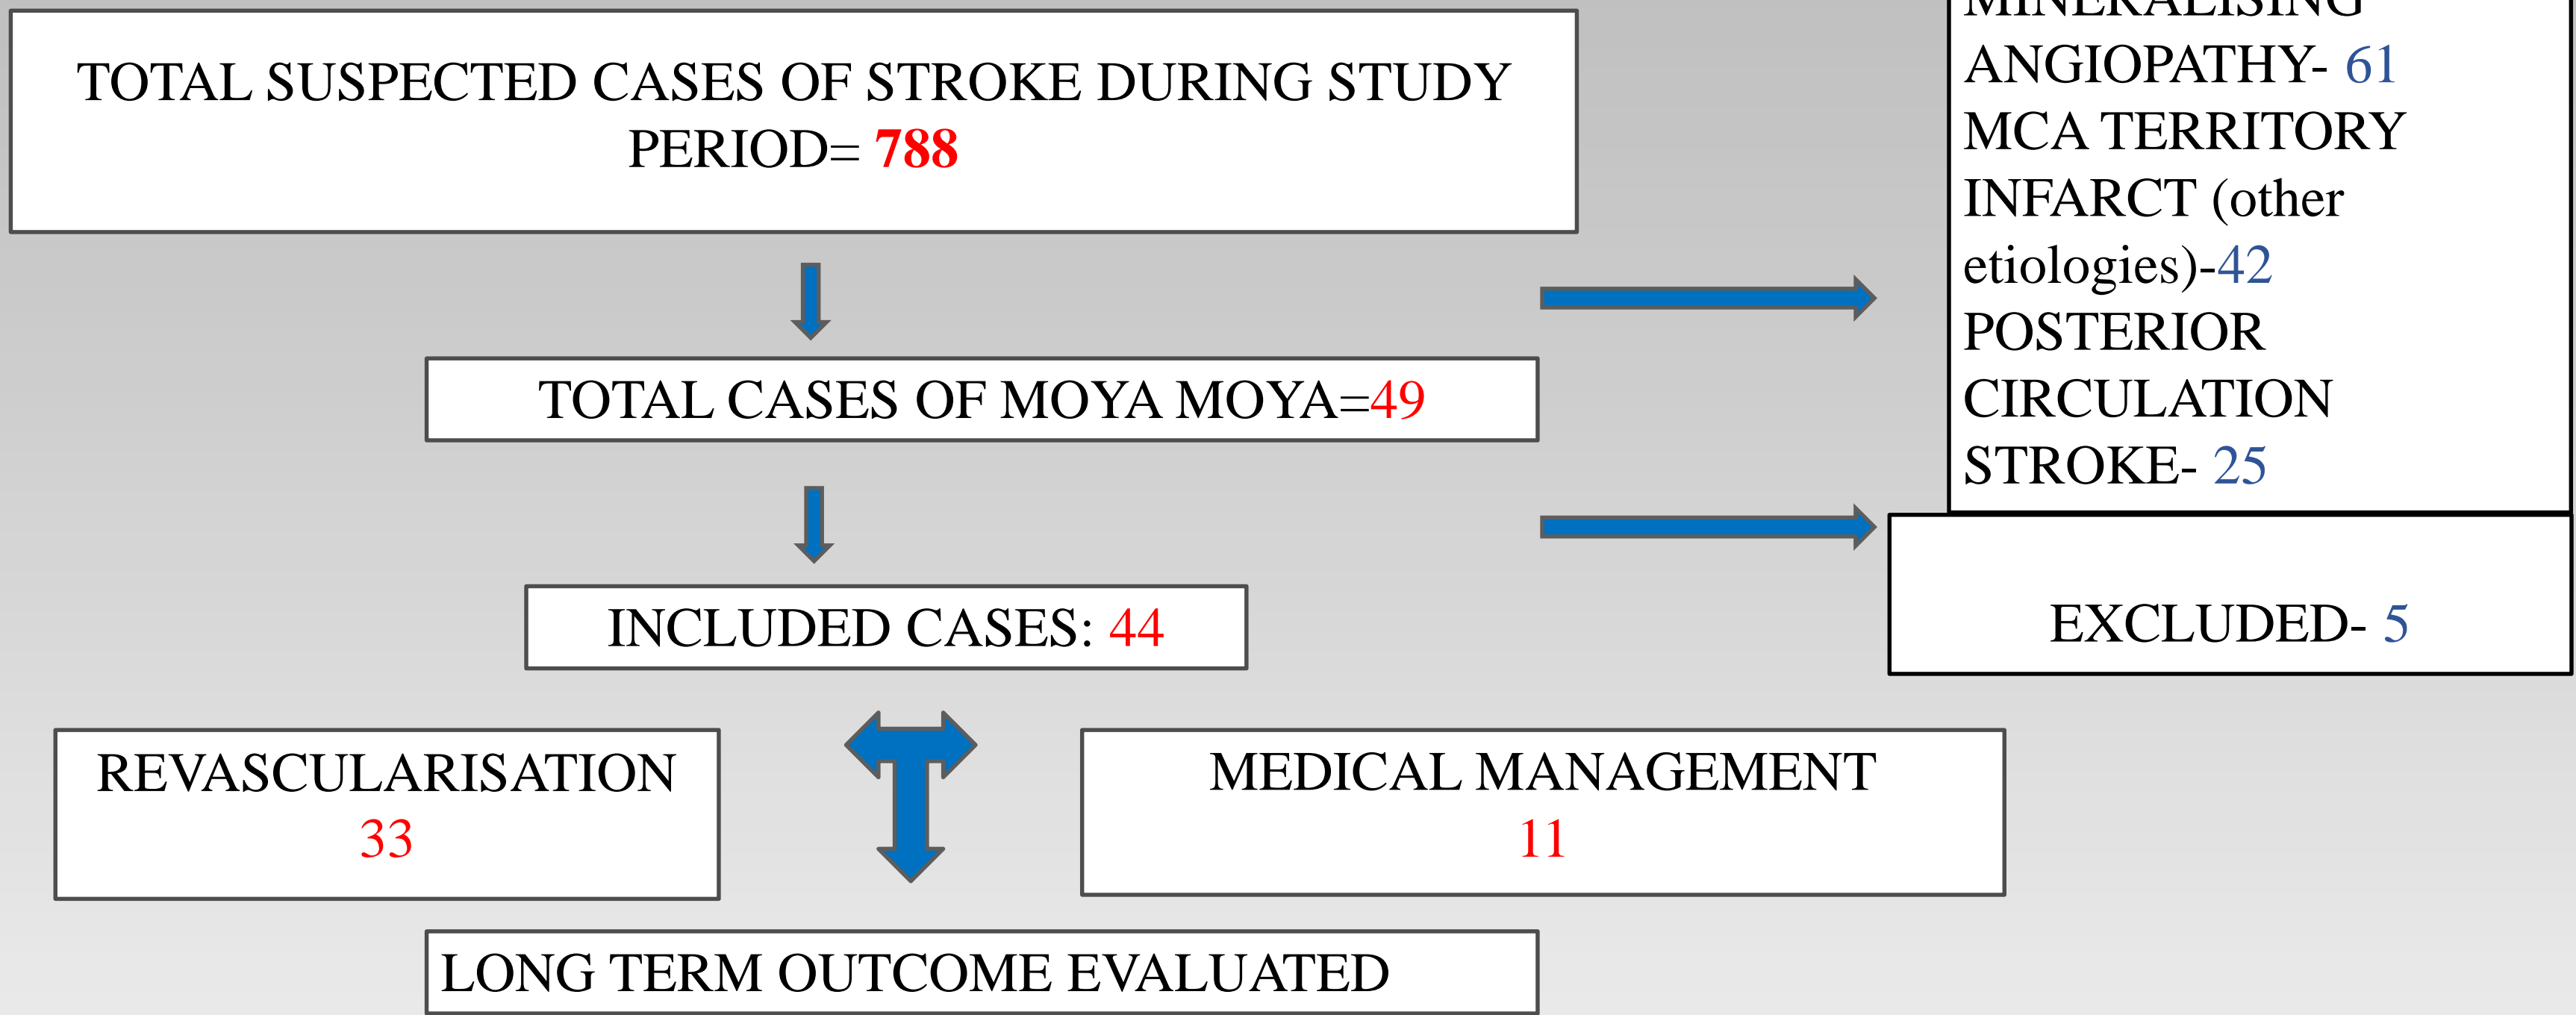 TOTAL SUSPECTED CASES OF STROKE DURING STUDY
PERIOD= 788
MINERALISING
ANGIOPATHY- 61
MCA TERRITORY
INFARCT (other
etiologies)-42
POSTERIOR
CIRCULATION
STROKE- 25
TOTAL CASES OF MOYA MOYA=49
EXCLUDED- 5
INCLUDED CASES: 44
REVASCULARISATION
33
MEDICAL MANAGEMENT
11
LONG TERM OUTCOME EVALUATED